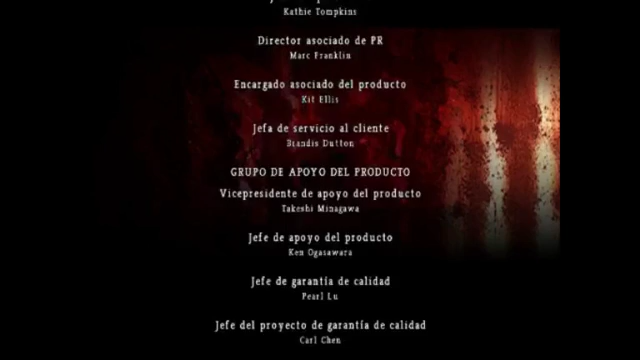 Kathie Tompkins
Director asociado de PR
Marc Franklin
Encargado asociado del producto
Kit Ellis
Jefa de servicio al cliente
Brandis Dutton
GRUPO DE APOYO DEL PRODUCTO
Vicepresidente de apoyo del producto
Takeshi Minagawa
Jefe de apoyo del producto
Ken Ogasawara
Jefe de garantía de calidad
Pearl Lu
Jefe del proyecto de garantía de calidad
Carl Chen